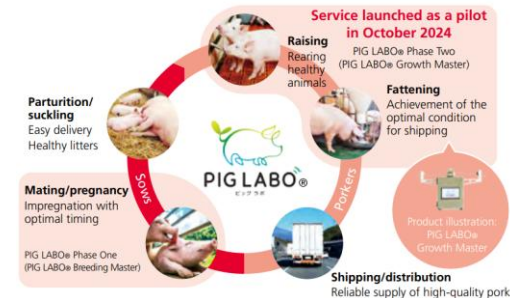 Service launched as a pilot
in October 2024
PIG LABO® Phase Two
(PIG LABO® Growth Master)
Raising
Rearing
healthy
animals
Fattening
Achievement of the
optimal condition
for shipping
Parturition/
suckling
Easy delivery
Healthy litters
PIG LABO®
ピッグラボ
Sows
Porkers
Mating/pregnancy
Impregnation with
optimal timing
PIG LABO® Phase One
(PIG LABO® Breeding Master)
Product illustration:
PIG LABO®
Growth Master
Shipping/distribution
Reliable supply of high-quality pork